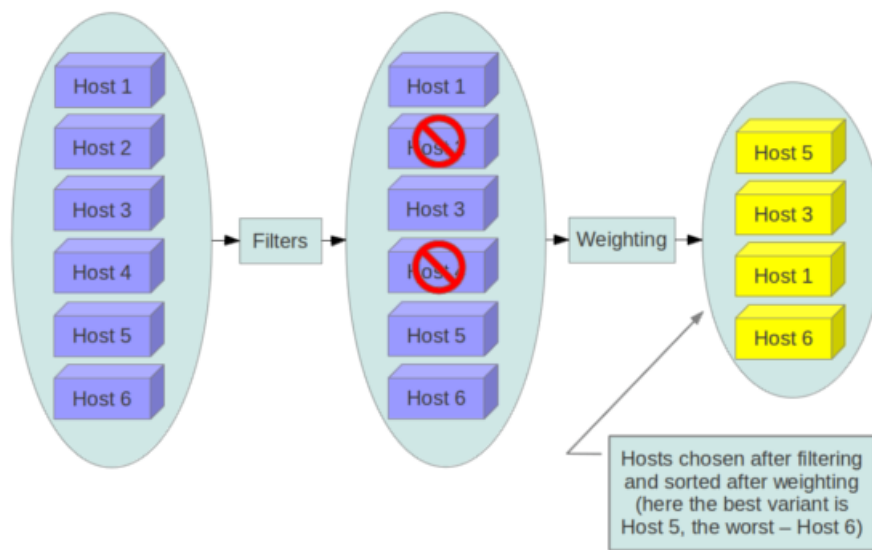 Host 1
Host 2
Host 3
Host 4
Host 5
Host 6
Filters
Host 1
Host 3
Host 5
Host 6
Weighting
Host 5
Host 3
Host 1
Host 6
Hosts chosen after filtering
and sorted after weighting
(here the best variant is
Host 5, the worst – Host 6)